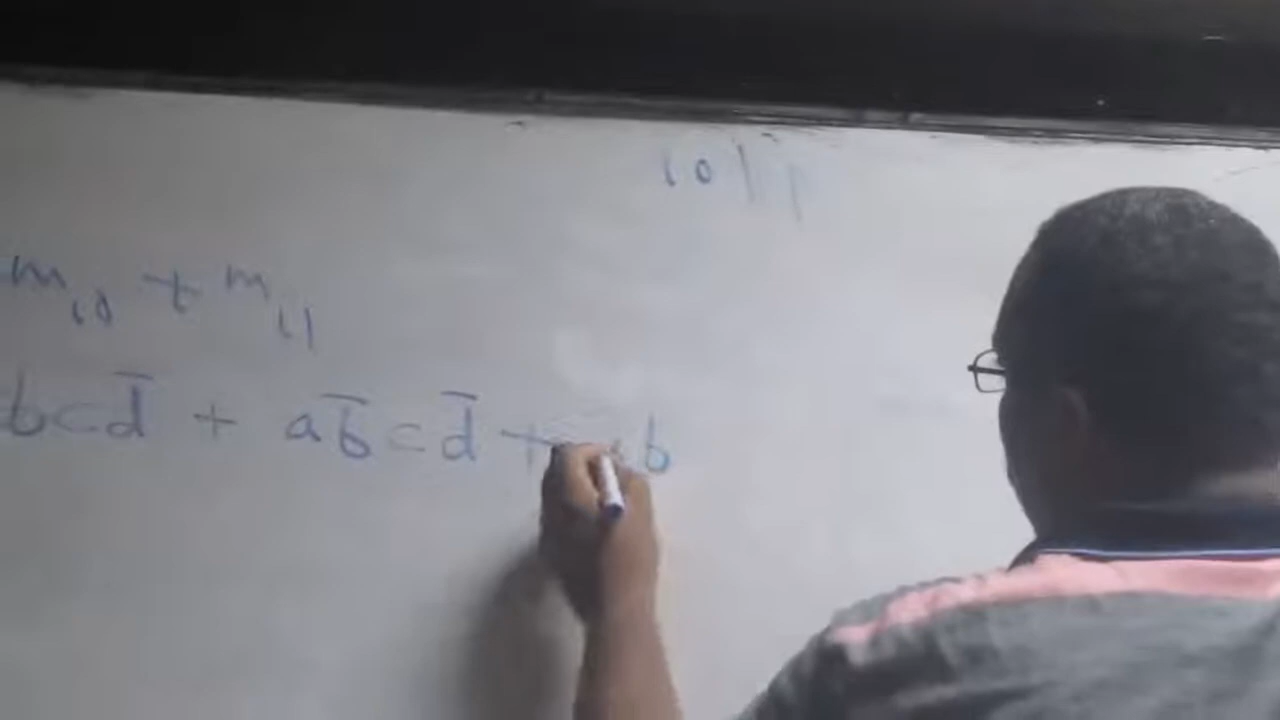 1011
m₁₀ + m₁₁
bcd̅ + ab̅cd̅ + b